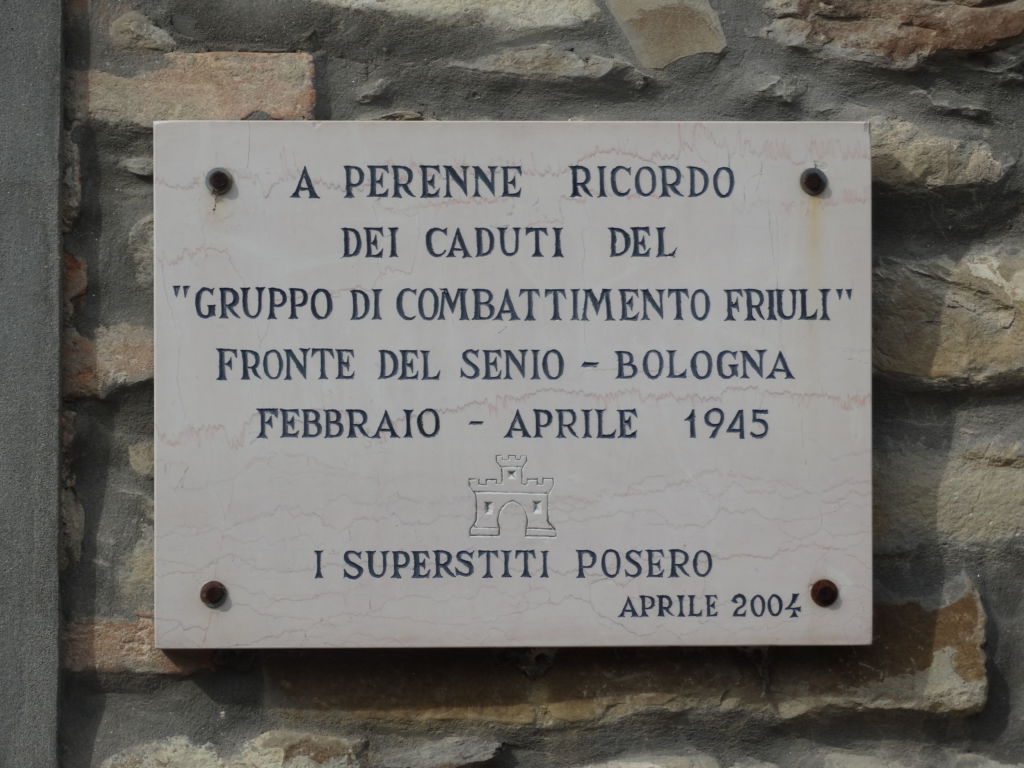 A PERENNE RICORDO
DEI CADUTI DEL
"GRUPPO DI COMBATTIMENTO FRIULI"
FRONTE DEL SENIO - BOLOGNA
FEBBRAIO - APRILE 1945
I SUPERSTITI POSERO
APRILE 2004